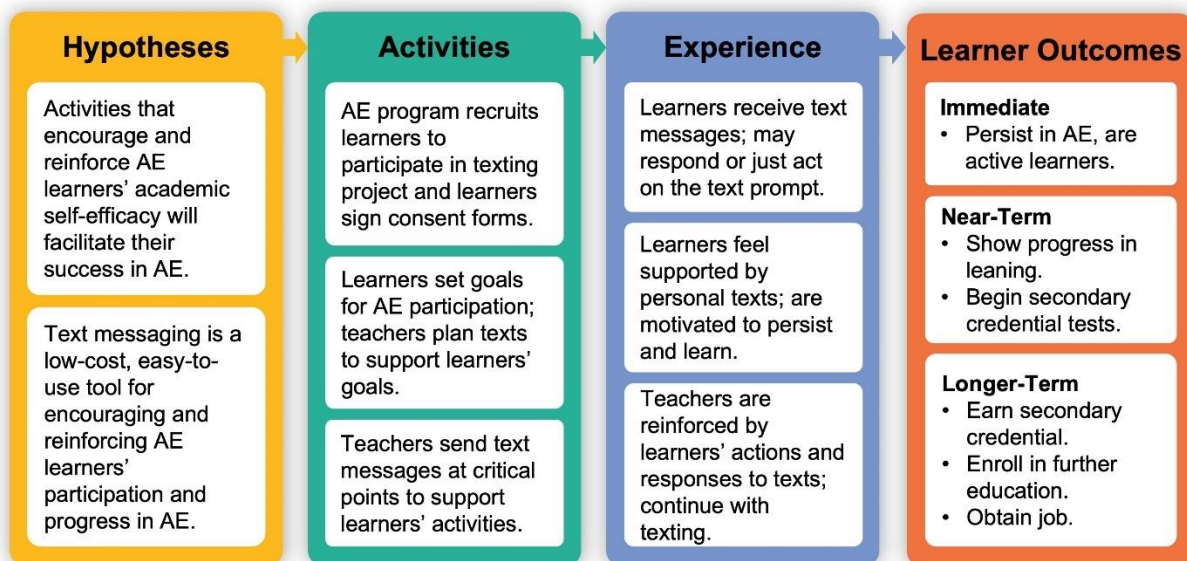 Hypotheses
Activities that
encourage and
reinforce AE
learners’ academic
self-efficacy will
facilitate their
success in AE.
Text messaging is a
low-cost, easy-to-
use tool for
encouraging and
reinforcing AE
learners’
participation and
progress in AE.
Activities
AE program recruits
learners to
participate in texting
project and learners
sign consent forms.
Learners set goals
for AE participation;
teachers plan texts
to support learners’
goals.
Teachers send text
messages at critical
points to support
learners’ activities.
Experience
Learners receive text
messages; may
respond or just act
on the text prompt.
Learners feel
supported by
personal texts; are
motivated to persist
and learn.
Teachers are
reinforced by
learners’ actions and
responses to texts;
continue with
texting.
Learner Outcomes
Immediate
• Persist in AE, are
active learners.
Near-Term
• Show progress in
leaning.
• Begin secondary
credential tests.
Longer-Term
• Earn secondary
credential.
• Enroll in further
education.
• Obtain job.